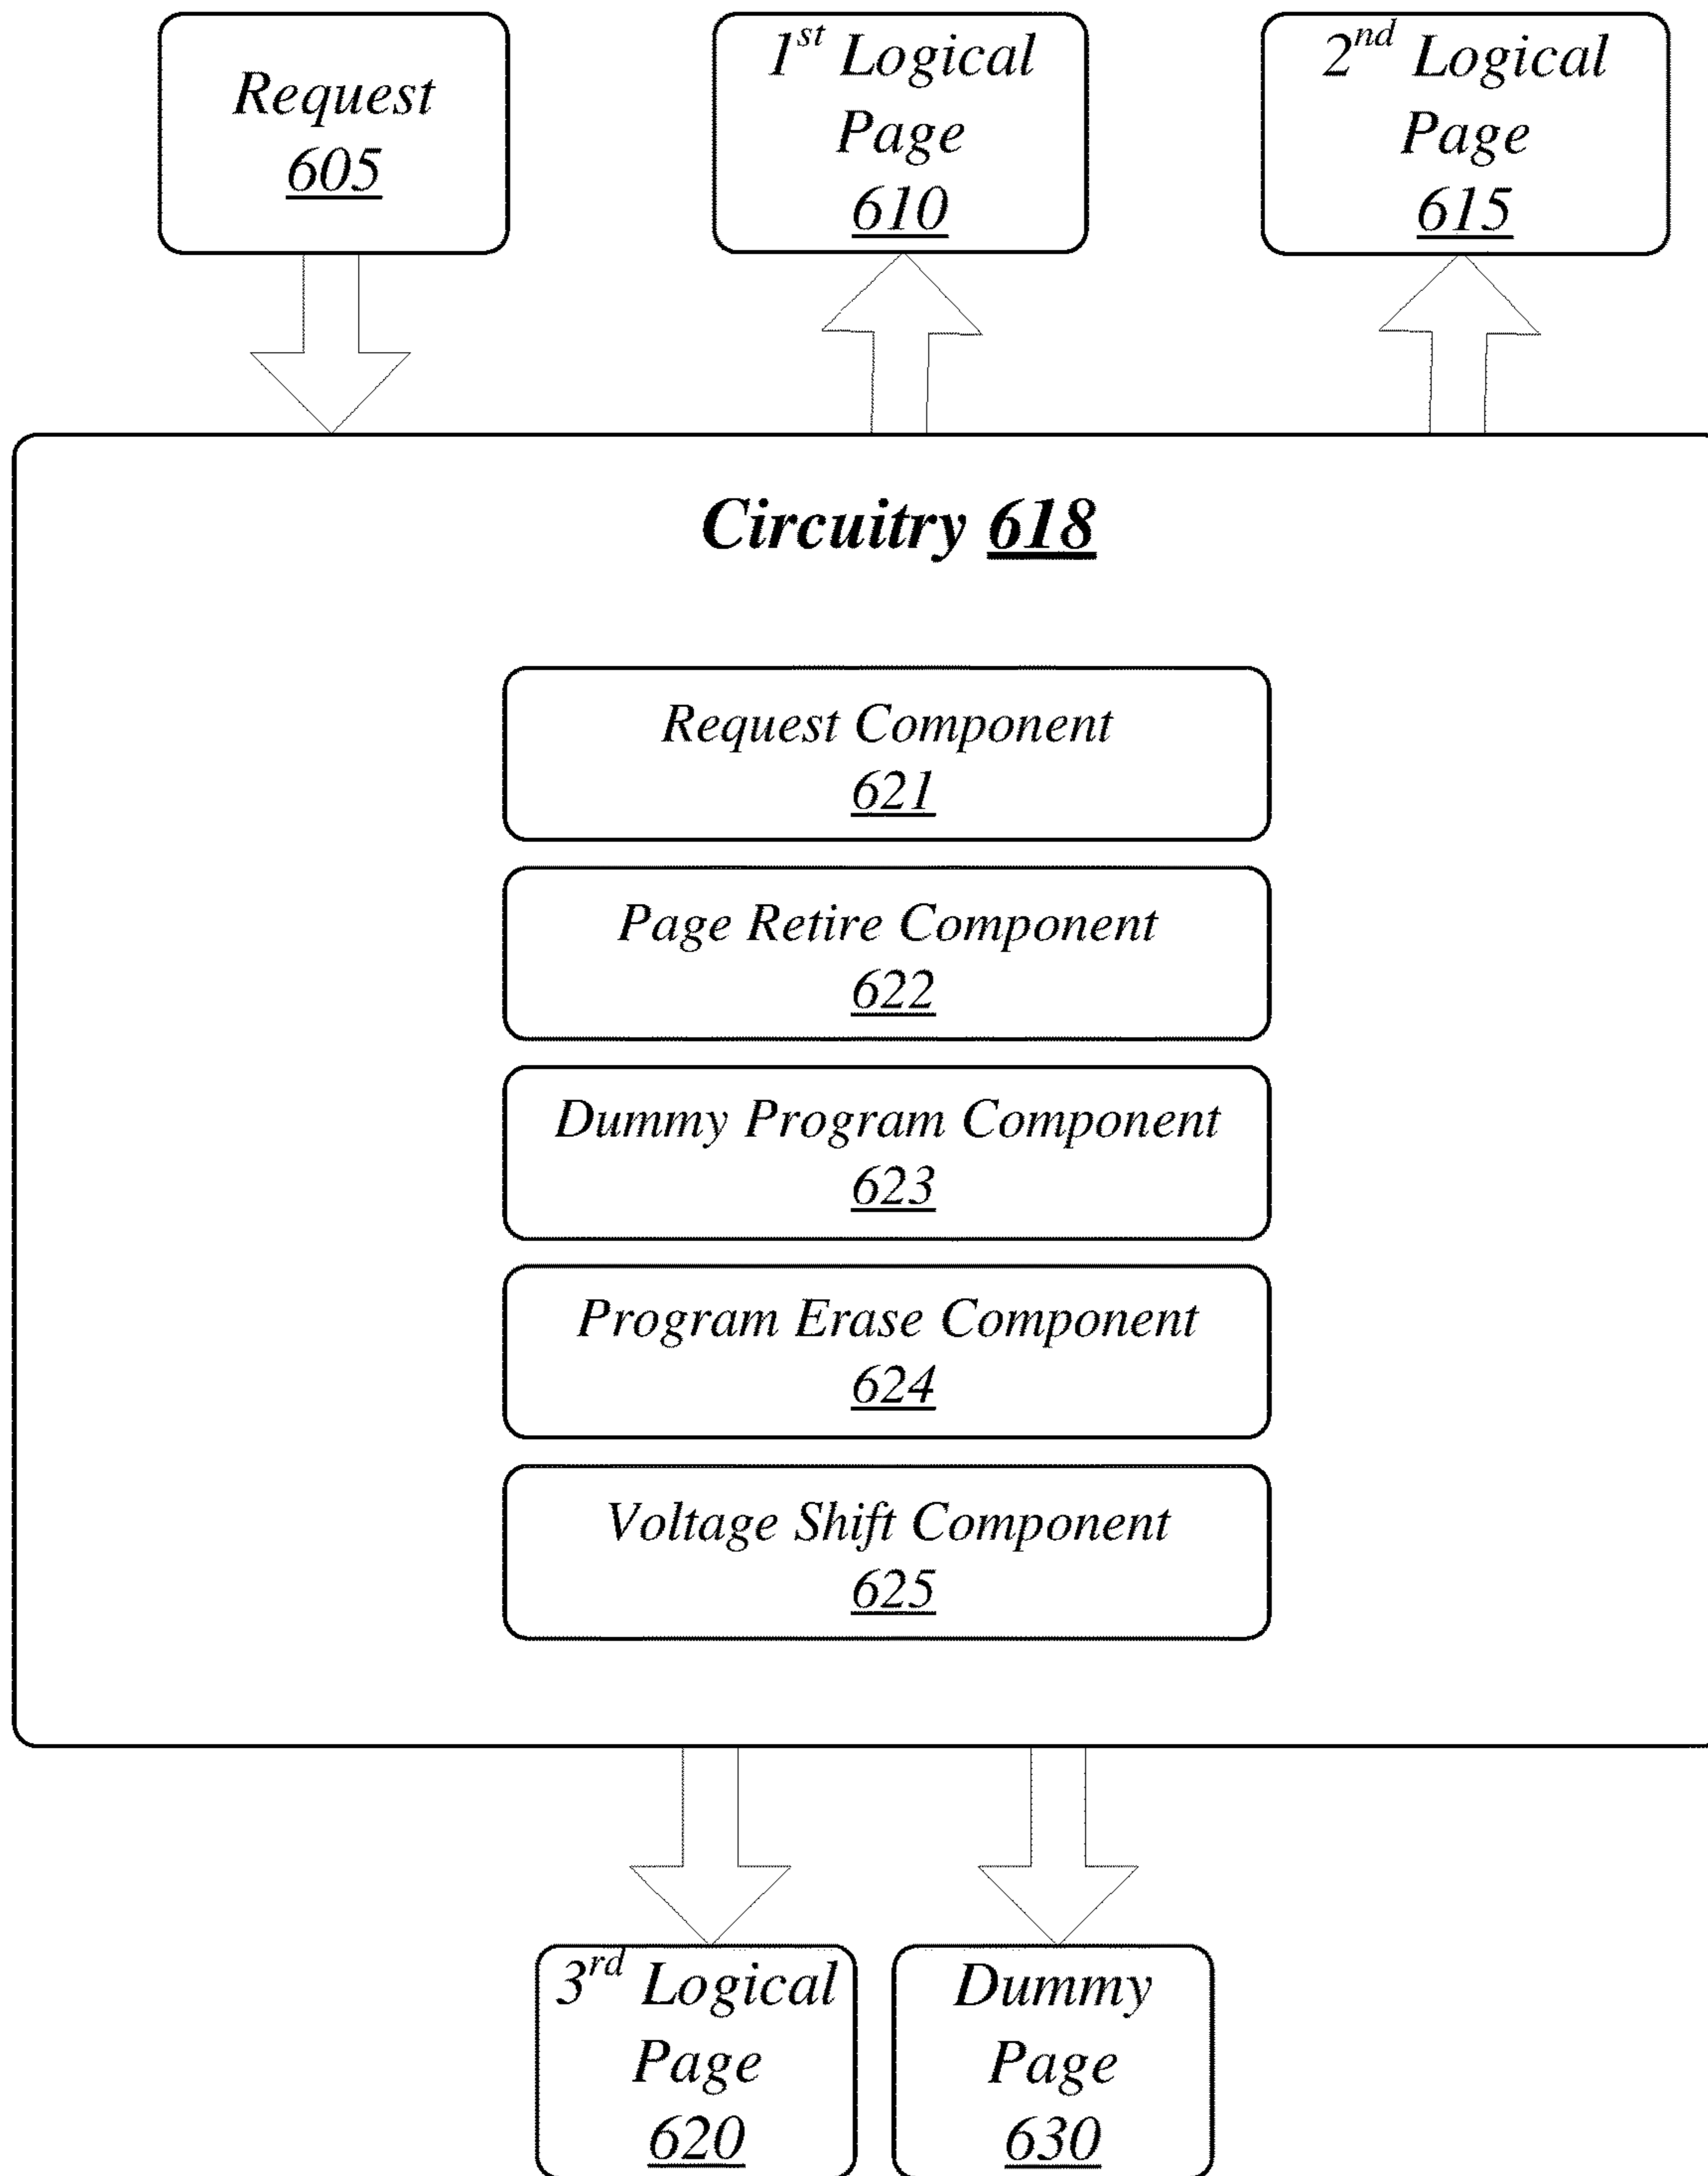 Request
605
1st Logical
Page
610
2nd Logical
Page
615
Circuitry 618
Request Component
621
Page Retire Component
622
Dummy Program Component
623
Program Erase Component
624
Voltage Shift Component
625
3rd Logical
Page
620
Dummy
Page
630